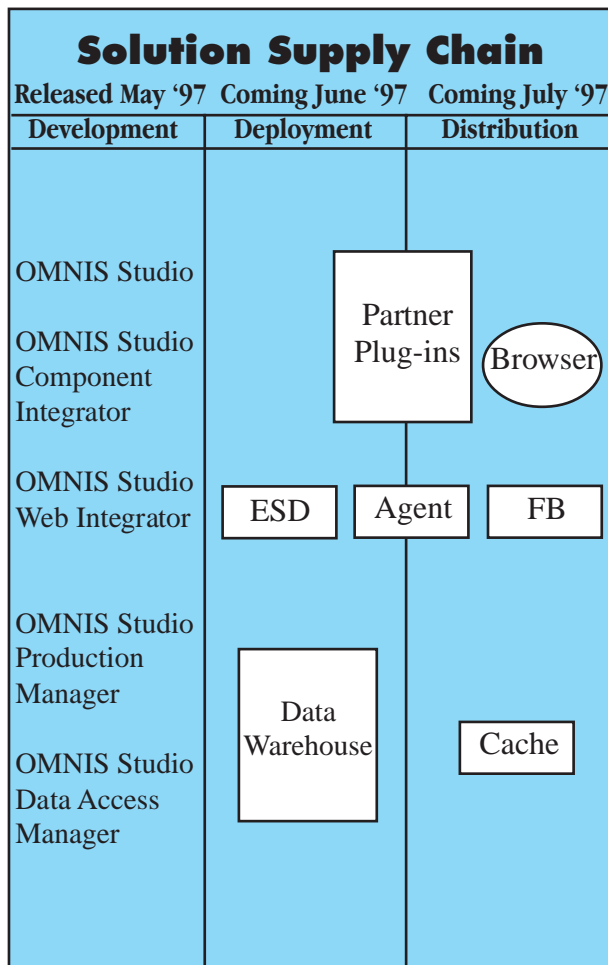 Solution Supply Chain
Released May ‘97 Coming June ‘97 Coming July ‘97
Development Deployment Distribution
OMNIS Studio
OMNIS Studio
Component
Integrator
OMNIS Studio
Web Integrator
OMNIS Studio
Production
Manager
OMNIS Studio
Data Access
Manager
Partner
Plug-ins
Browser
ESD
Agent
FB
Data
Warehouse
Cache